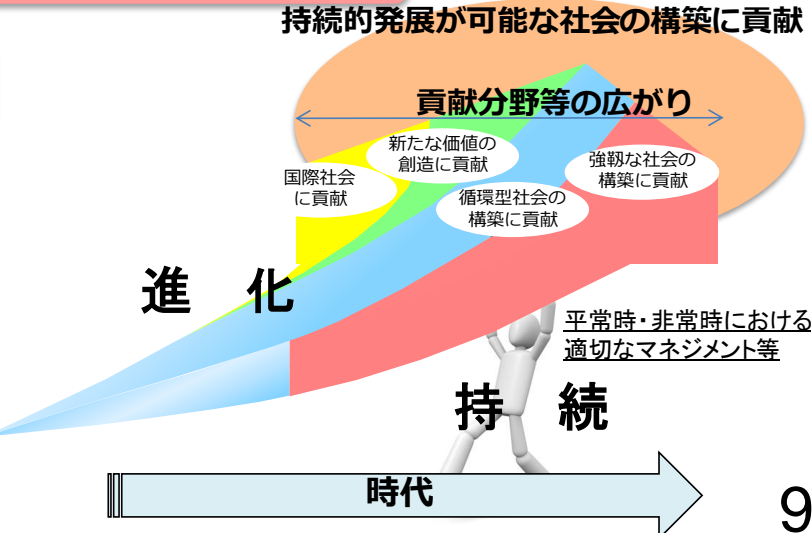 持続的発展が可能な社会の構築に貢献
貢献分野等の広がり
新たな価値の
創造に貢献
国際社会
に貢献
循環型社会の
構築に貢献
強靭な社会の
構築に貢献
進 化
平常時・非常時における
適切なマネジメント等
持 続
時代
9